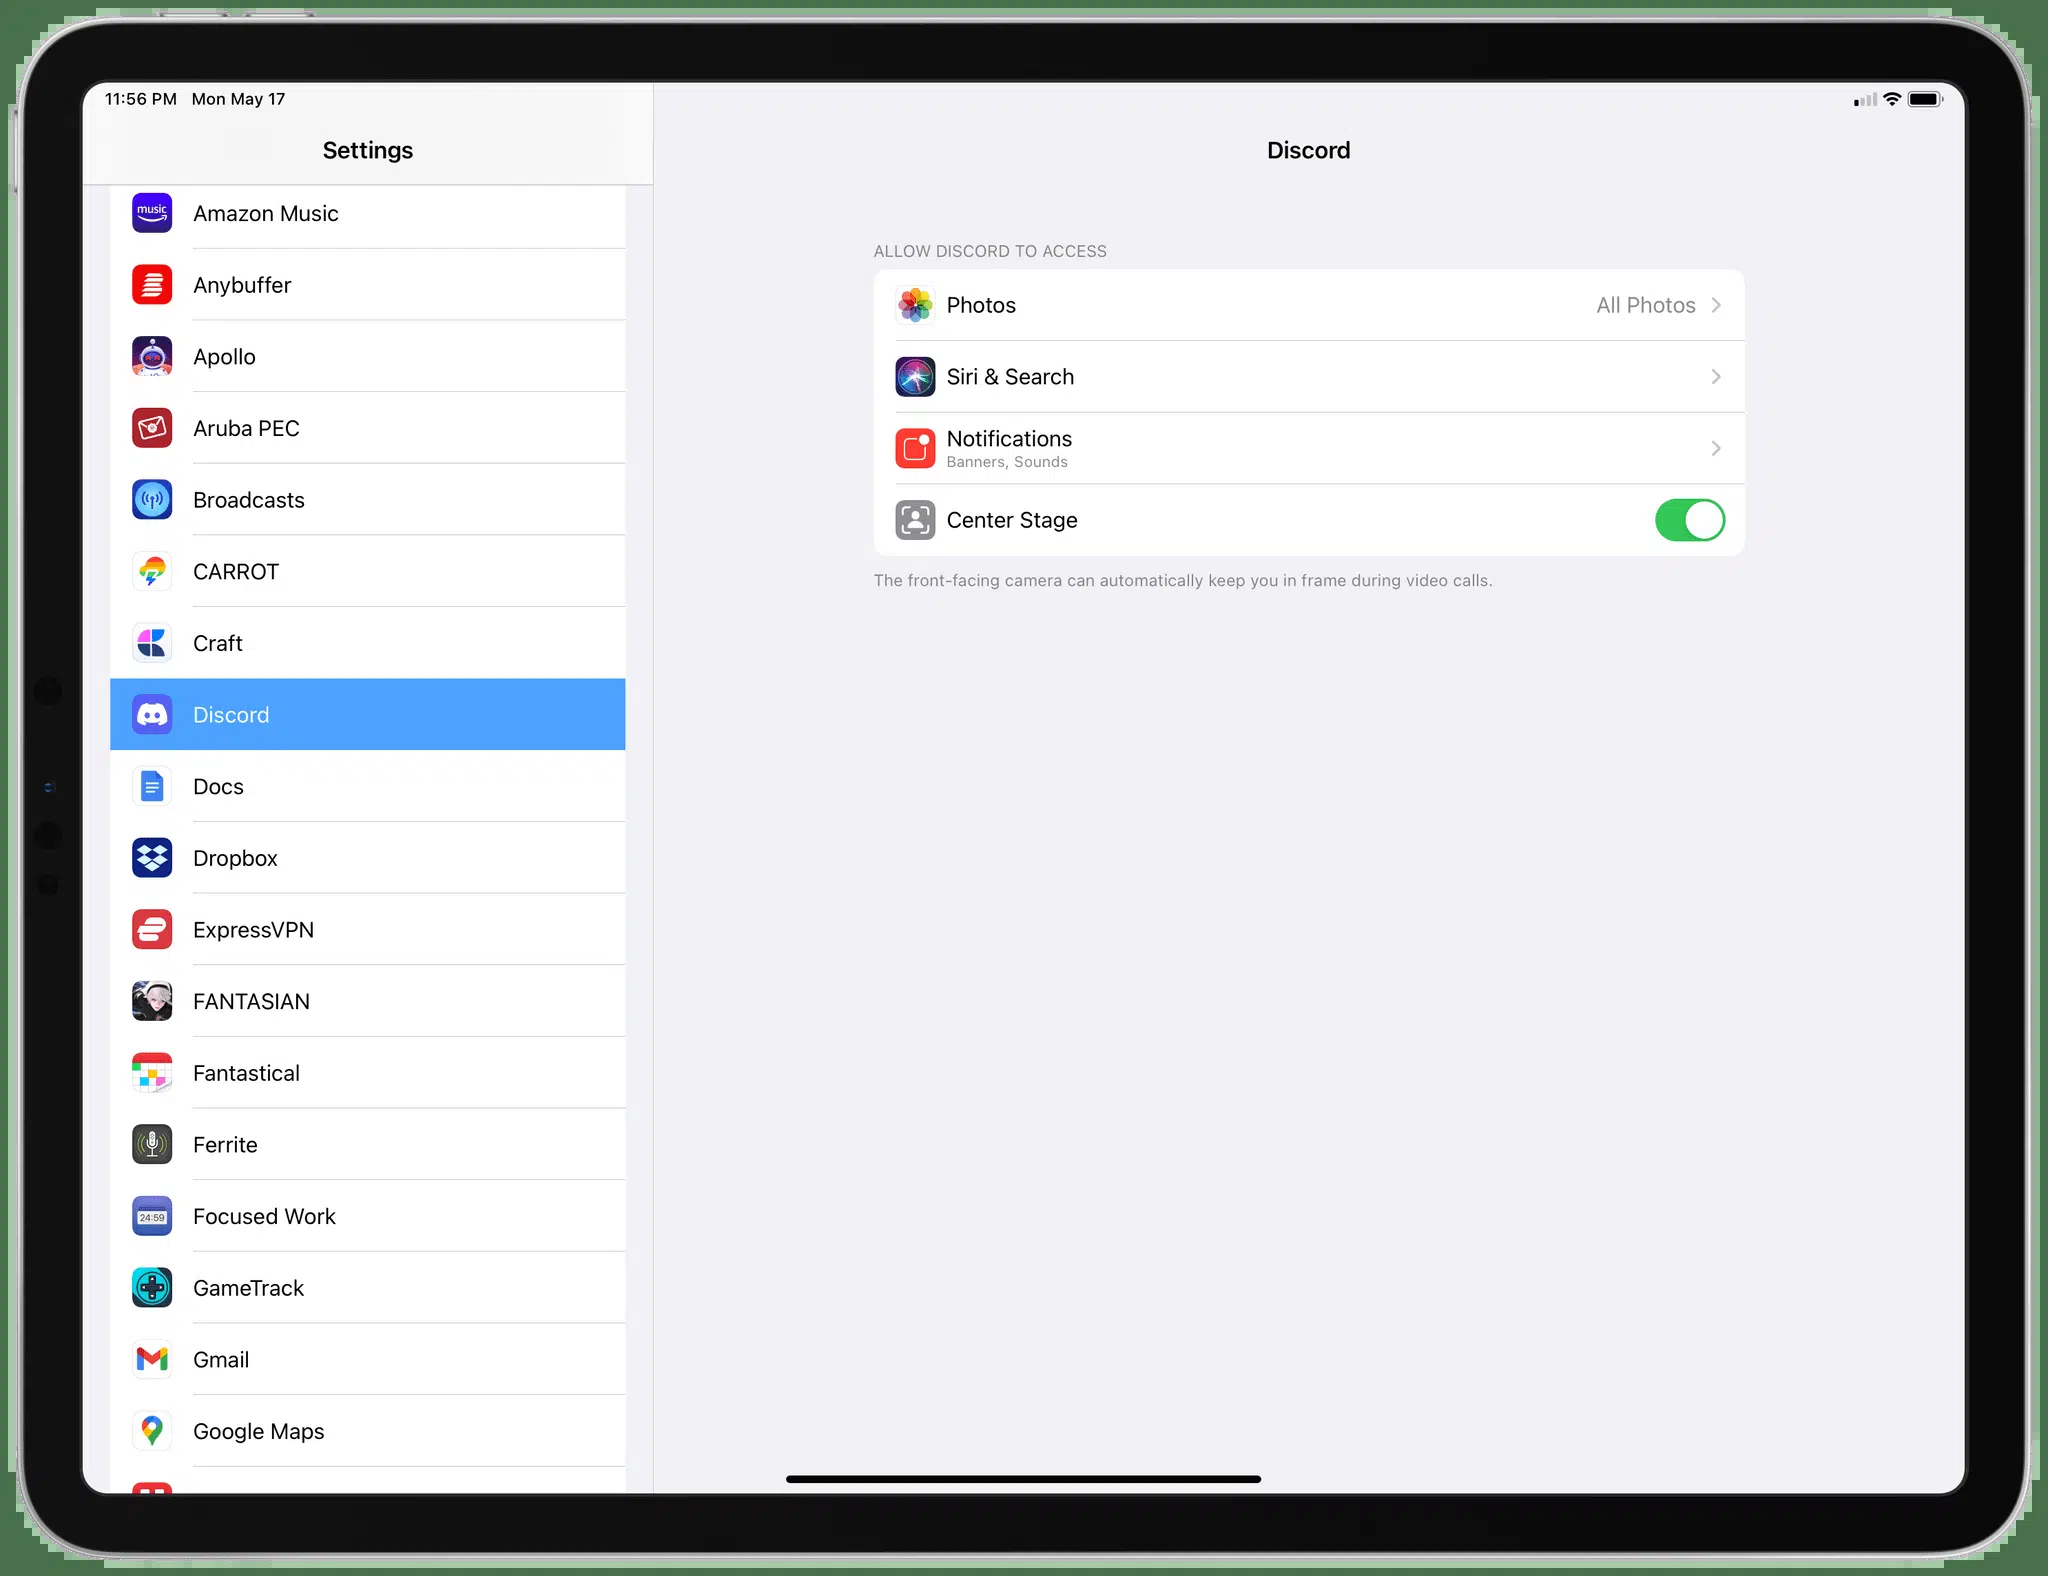 11:56 PM Mon May 17
Settings
Amazon Music
Anybuffer
Apollo
Aruba PEC
Broadcasts
CARROT
Craft
Discord
Docs
Dropbox
ExpressVPN
FANTASIAN
Fantastical
Ferrite
24:59
Focused Work
GameTrack
Gmail
Google Maps
music
Discord
ALLOW DISCORD TO ACCESS
Photos All Photos
Siri & Search
Notifications
Banners, Sounds
Center Stage
The front-facing camera can automatically keep you in frame during video calls.